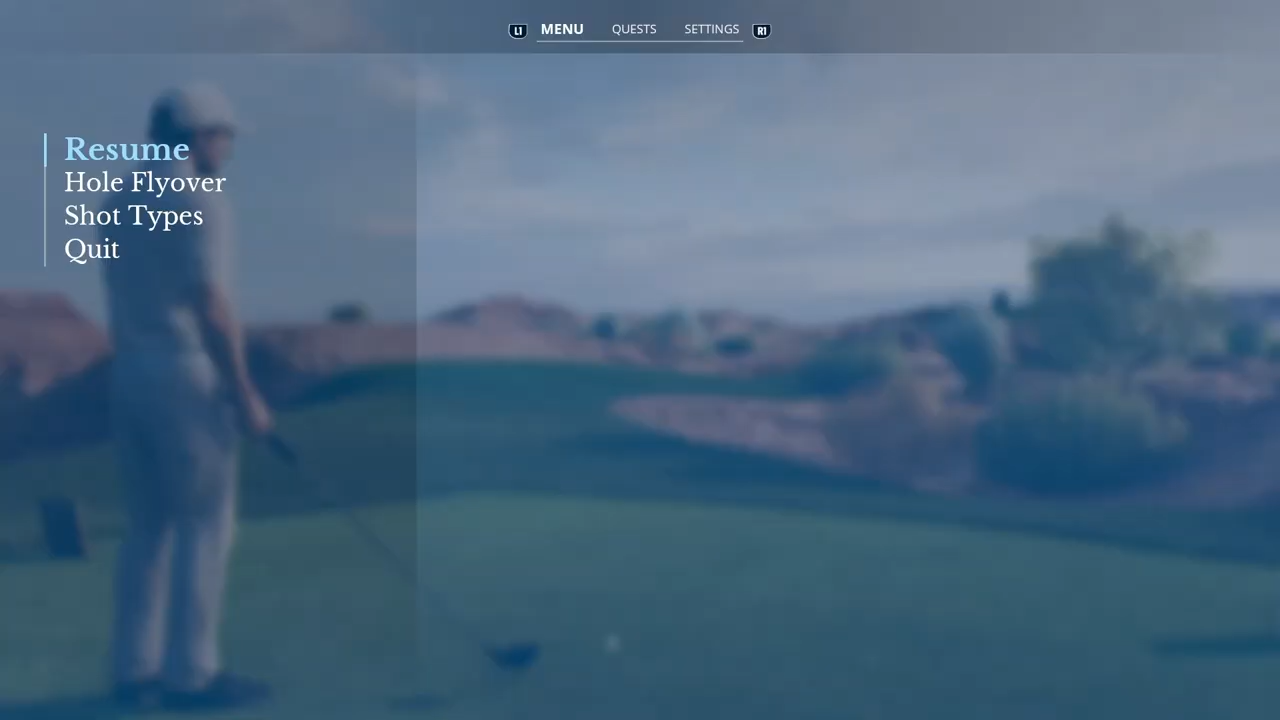 L1 MENU QUESTS SETTINGS R1
Resume
Hole Flyover
Shot Types
Quit